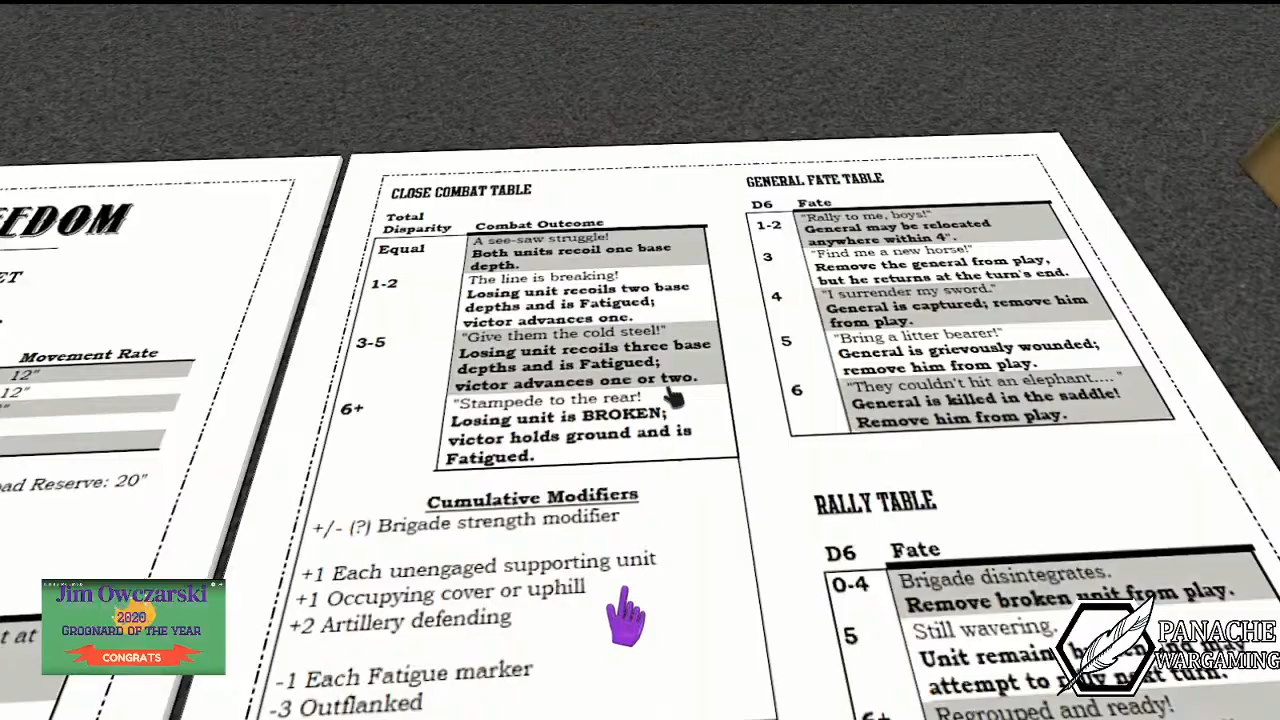 EEDOM
ET
Movement Rate
12"
12"
ad Reserve: 20"
t at
CLOSE COMBAT TABLE
Total
Disparity
Combat Outcome
Equal
A see-saw struggle!
Both units recoil one base
depth.
1-2
The line is breaking!
Losing unit recoils two base
depths and is Fatigued;
victor advances one.
3-5
"Give them the cold steel!"
Losing unit recoils three base
depths and is Fatigued;
victor advances one or two.
6+
"Stampede to the rear!
Losing unit is BROKEN;
victor holds ground and is
Fatigued.
Cumulative Modifiers
+/- (?) Brigade strength modifier
+1 Each unengaged supporting unit
+1 Occupying cover or uphill
+2 Artillery defending
-1 Each Fatigue marker
-3 Outflanked
GENERAL FATE TABLE
D6 Fate
1-2
"Rally to me, boys!"
General may be relocated
anywhere within 4".
3
"Find me a new horse!"
Remove the general from play,
but he returns at the turn's end.
4
"I surrender my sword."
General is captured; remove him
from play.
5
"Bring a litter bearer!"
General is grievously wounded;
remove him from play.
6
"They couldn't hit an elephant...."
General is killed in the saddle!
Remove him from play.
RALLY TABLE
D6 Fate
0-4
Brigade disintegrates.
Remove broken unit from play.
5
Still wavering.
Unit remain may
attempt to next turn.
6+
Regrouped and ready!
Jim Owczarski
2020
GROGNARD OF THE YEAR
CONGRATS
PANACHE
WARGAMING